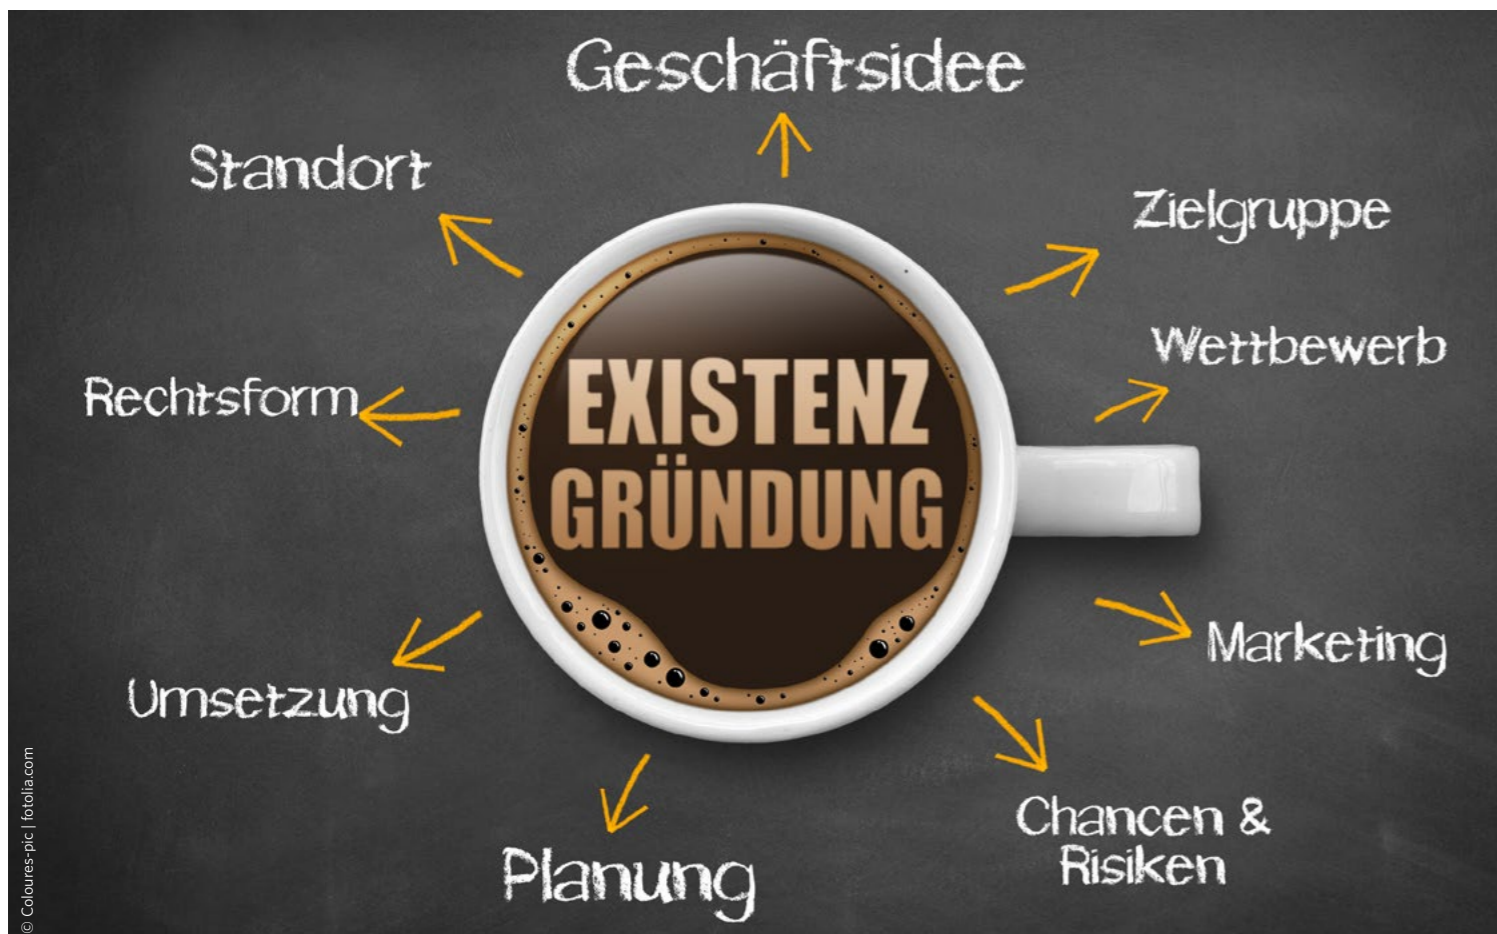 Geschäftsidee
Standort
Zielgruppe
Wettbewerb
Rechtsform
EXISTENZ
GRÜNDUNG
Marketing
Umsetzung
Chancen &
Risiken
Planung
© Coloures-pic | fotolia.com